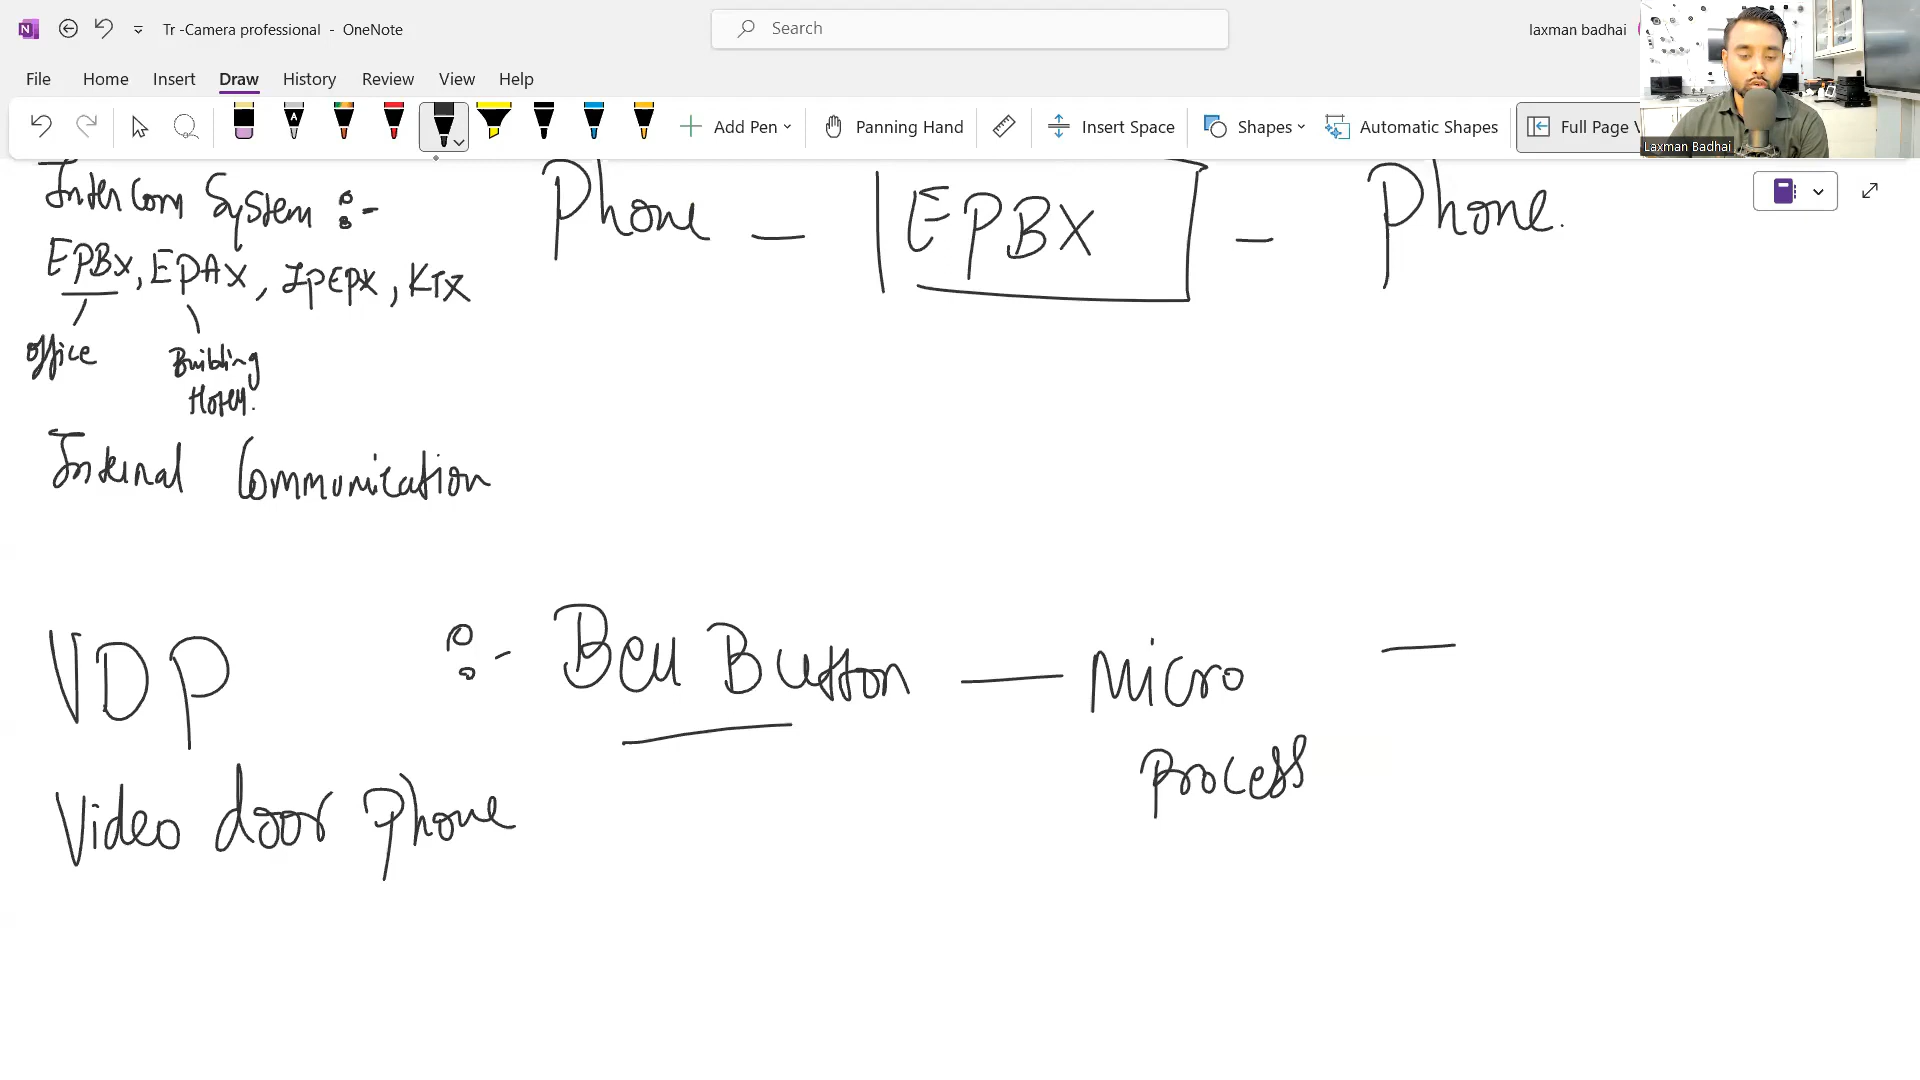 Tr -Camera professional - OneNote
Search
laxman badhai
File Home Insert Draw History Review View Help
Add Pen
Panning Hand
Insert Space
Shapes
Automatic Shapes
Full Page V
Laxman Badhai
Intercom System :-
Phone - EPBX - Phone.
EPBX, EPAX, IPEPX, KTX
office
Building
Hotel.
Internal Communication
VDP :- Bell Button — Micro —
Process
Video door Phone